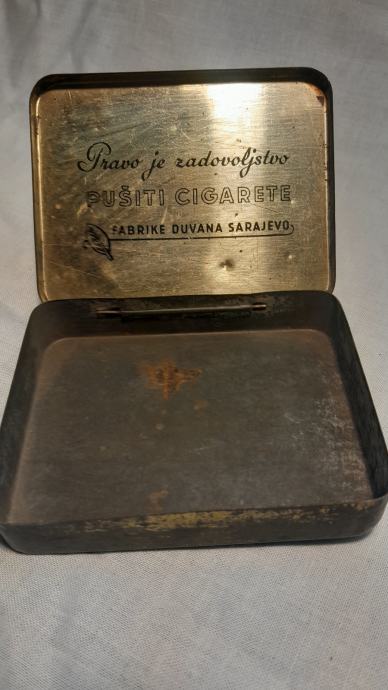 Pravo je zadovoljstvo
PUŠITI CIGARETE
FABRIKE DUVANA SARAJEVO